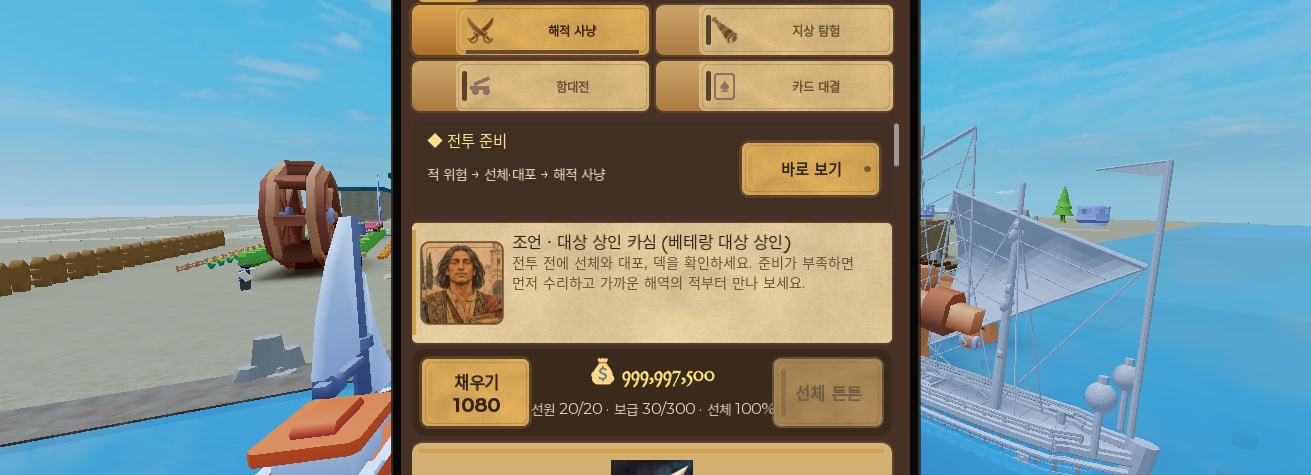 해적 사냥
지상 탐험
함대전
카드 대결
◆ 전투 준비
적 위험 → 선체·대포 → 해적 사냥
바로 보기
조언 · 대상 상인 카심 (베테랑 대상 상인)
전투 전에 선체와 대포, 덱을 확인하세요. 준비가 부족하면
먼저 수리하고 가까운 해역의 적부터 만나 보세요.
채우기
1080
999,997,500
선원 20/20 · 보급 30/300 · 선체 100%
선체 튼튼